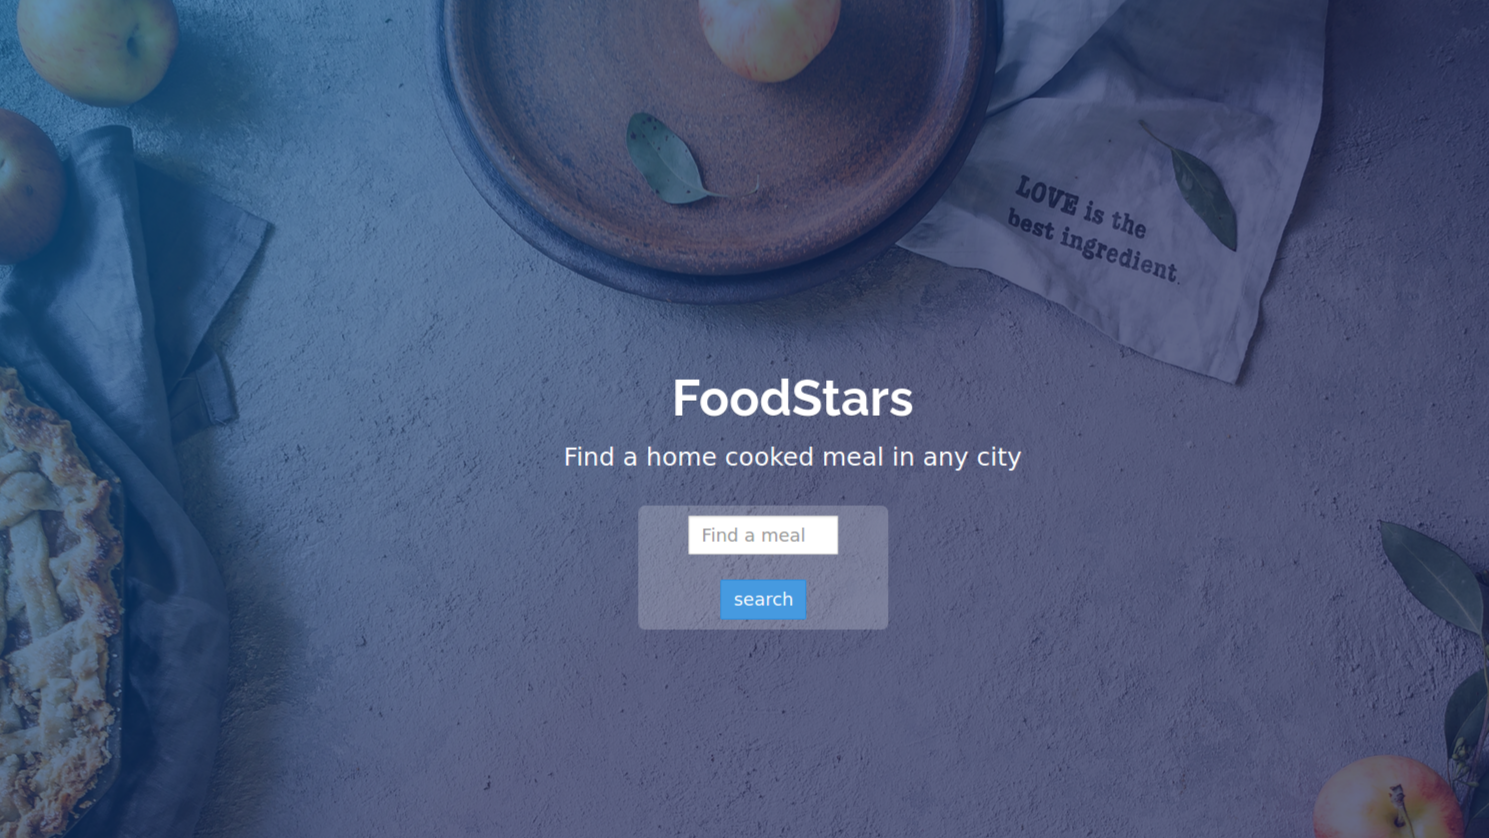 LOVE is the
best ingredient.
FoodStars
Find a home cooked meal in any city
Find a meal
search